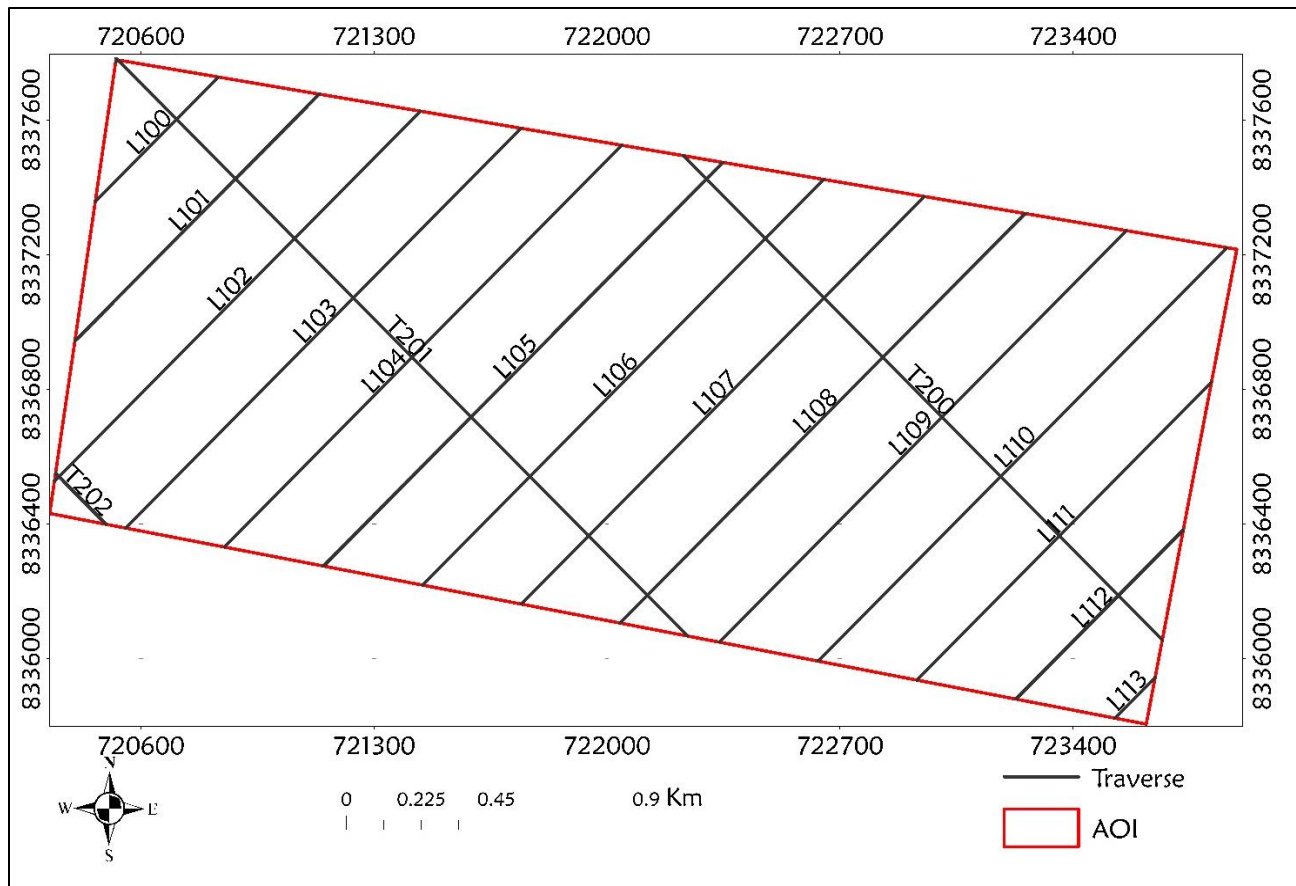 720600 721300 722000 722700 723400
8337600 8337600
8337200 8337200
8336800 8336800
8336400 8336400
8336000 8336000
L100
L101
L102
L103
T201
L104
L105
L106
L107
T200
L108
L109
L110
T202
L111
L112
L113
720600 721300 722000 722700 723400
N
W E
S
0 0.225 0.45 0.9 Km
Traverse
AOI